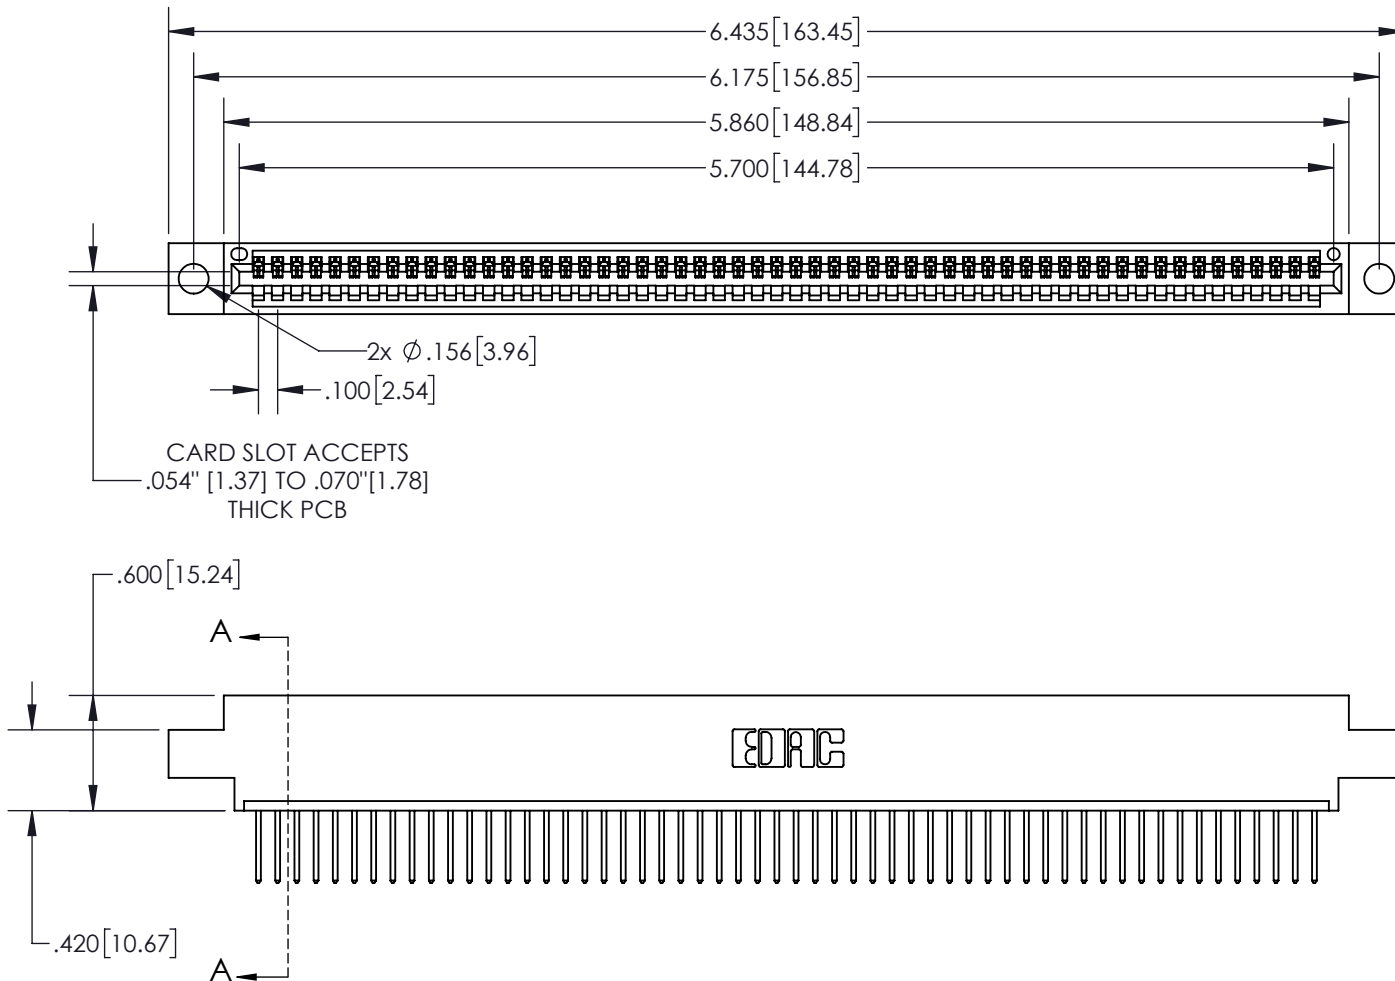 6.435[163.45]
6.175[156.85]
5.860[148.84]
5.700[144.78]
2x Ø.156[3.96]
.100[2.54]
CARD SLOT ACCEPTS
.054" [1.37] TO .070"[1.78]
THICK PCB
.600[15.24]
A
EDAC
.420[10.67]
A